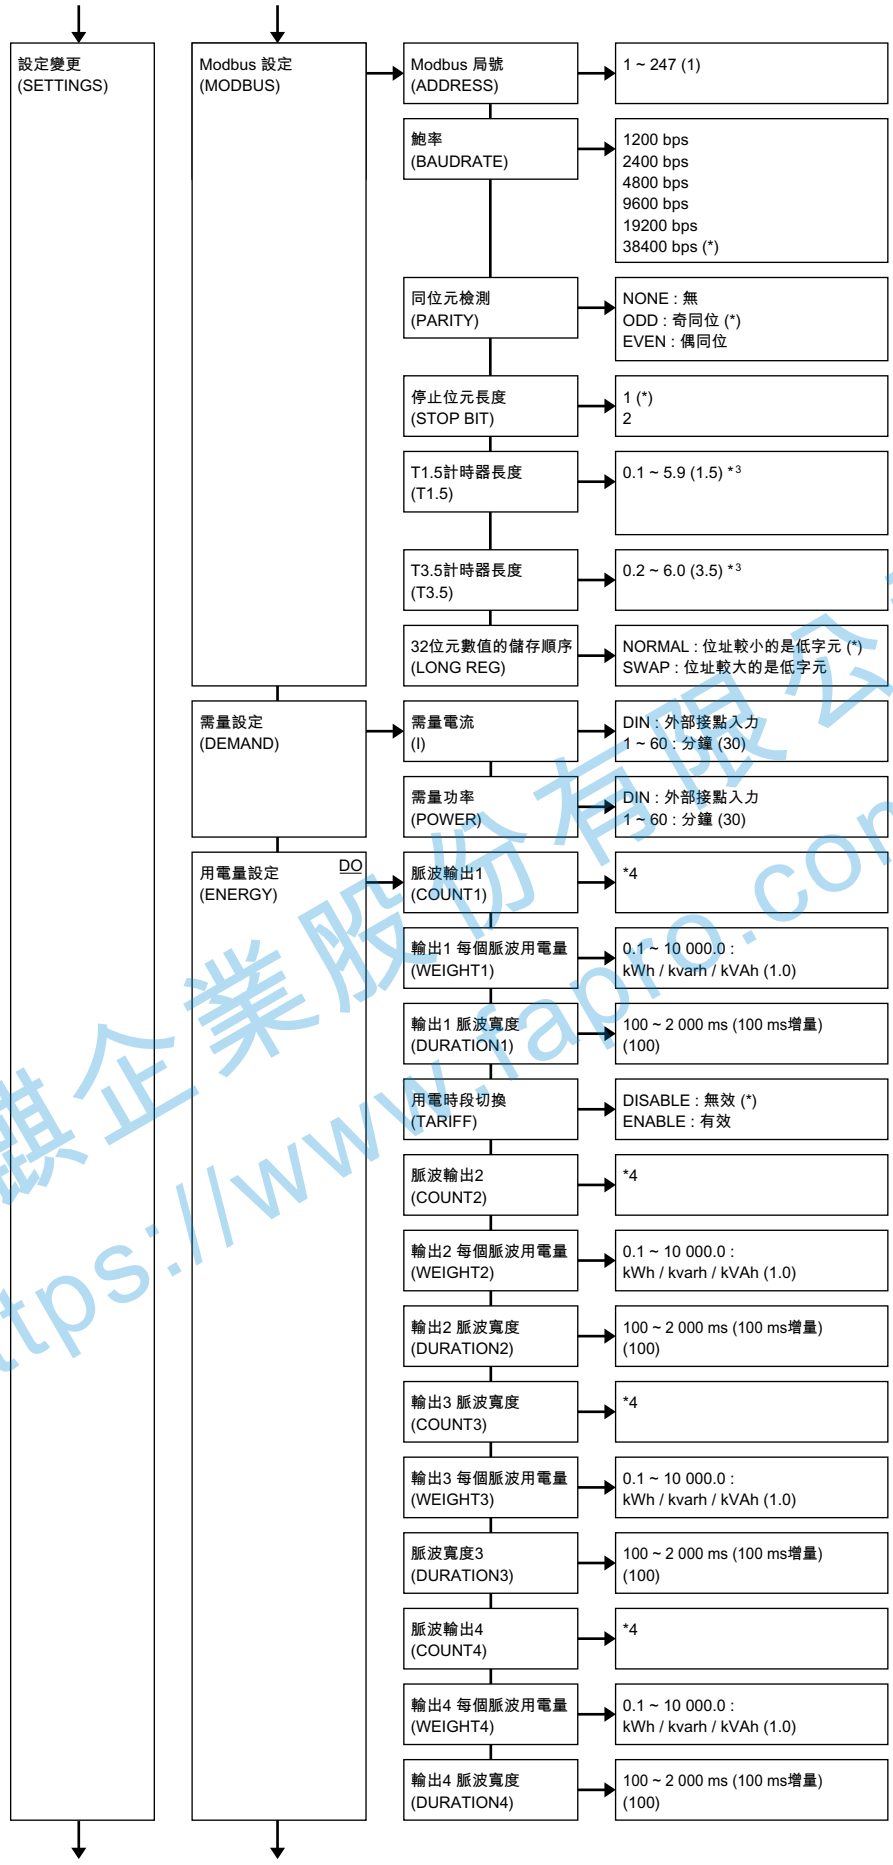 設定變更
(SETTINGS)
Modbus 設定
(MODBUS)
Modbus 局號
(ADDRESS)
1 ~ 247 (1)
鮑率
(BAUDRATE)
1200 bps
2400 bps
4800 bps
9600 bps
19200 bps
38400 bps (*)
同位元檢測
(PARITY)
NONE : 無
ODD : 奇同位 (*)
EVEN : 偶同位
停止位元長度
(STOP BIT)
1 (*)
2
T1.5計時器長度
(T1.5)
0.1 ~ 5.9 (1.5) *3
T3.5計時器長度
(T3.5)
0.2 ~ 6.0 (3.5) *3
32位元數值的儲存順序
(LONG REG)
NORMAL : 位址較小的是低字元 (*)
SWAP : 位址較大的是低字元
需量設定
(DEMAND)
需量電流
(I)
DIN : 外部接點入力
1 ~ 60 : 分鐘 (30)
需量功率
(POWER)
DIN : 外部接點入力
1 ~ 60 : 分鐘 (30)
用電量設定
(ENERGY)
DO
脈波輸出1
(COUNT1)
*4
輸出1 每個脈波用電量
(WEIGHT1)
0.1 ~ 10 000.0 :
kWh / kvarh / kVAh (1.0)
輸出1 脈波寬度
(DURATION1)
100 ~ 2 000 ms (100 ms增量)
(100)
用電時段切換
(TARIFF)
DISABLE : 無效 (*)
ENABLE : 有效
脈波輸出2
(COUNT2)
*4
輸出2 每個脈波用電量
(WEIGHT2)
0.1 ~ 10 000.0 :
kWh / kvarh / kVAh (1.0)
輸出2 脈波寬度
(DURATION2)
100 ~ 2 000 ms (100 ms增量)
(100)
輸出3 脈波寬度
(COUNT3)
*4
輸出3 每個脈波用電量
(WEIGHT3)
0.1 ~ 10 000.0 :
kWh / kvarh / kVAh (1.0)
脈波寬度3
(DURATION3)
100 ~ 2 000 ms (100 ms增量)
(100)
脈波輸出4
(COUNT4)
*4
輸出4 每個脈波用電量
(WEIGHT4)
0.1 ~ 10 000.0 :
kWh / kvarh / kVAh (1.0)
輸出4 脈波寬度
(DURATION4)
100 ~ 2 000 ms (100 ms增量)
(100)
麒企業股份有限公
ttps://www.fapro.con